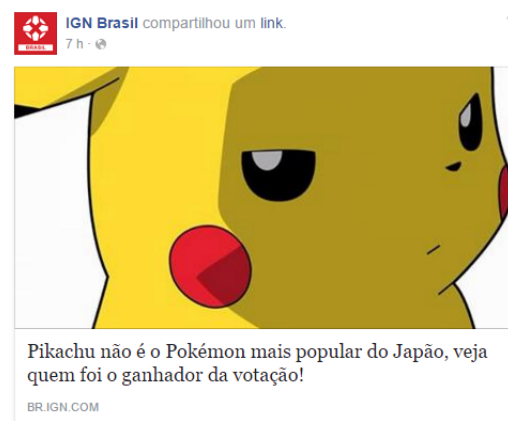 IGN Brasil compartilhou um link.
BRASIL
7 h ·
Pikachu não é o Pokémon mais popular do Japão, veja
quem foi o ganhador da votação!
BR.IGN.COM